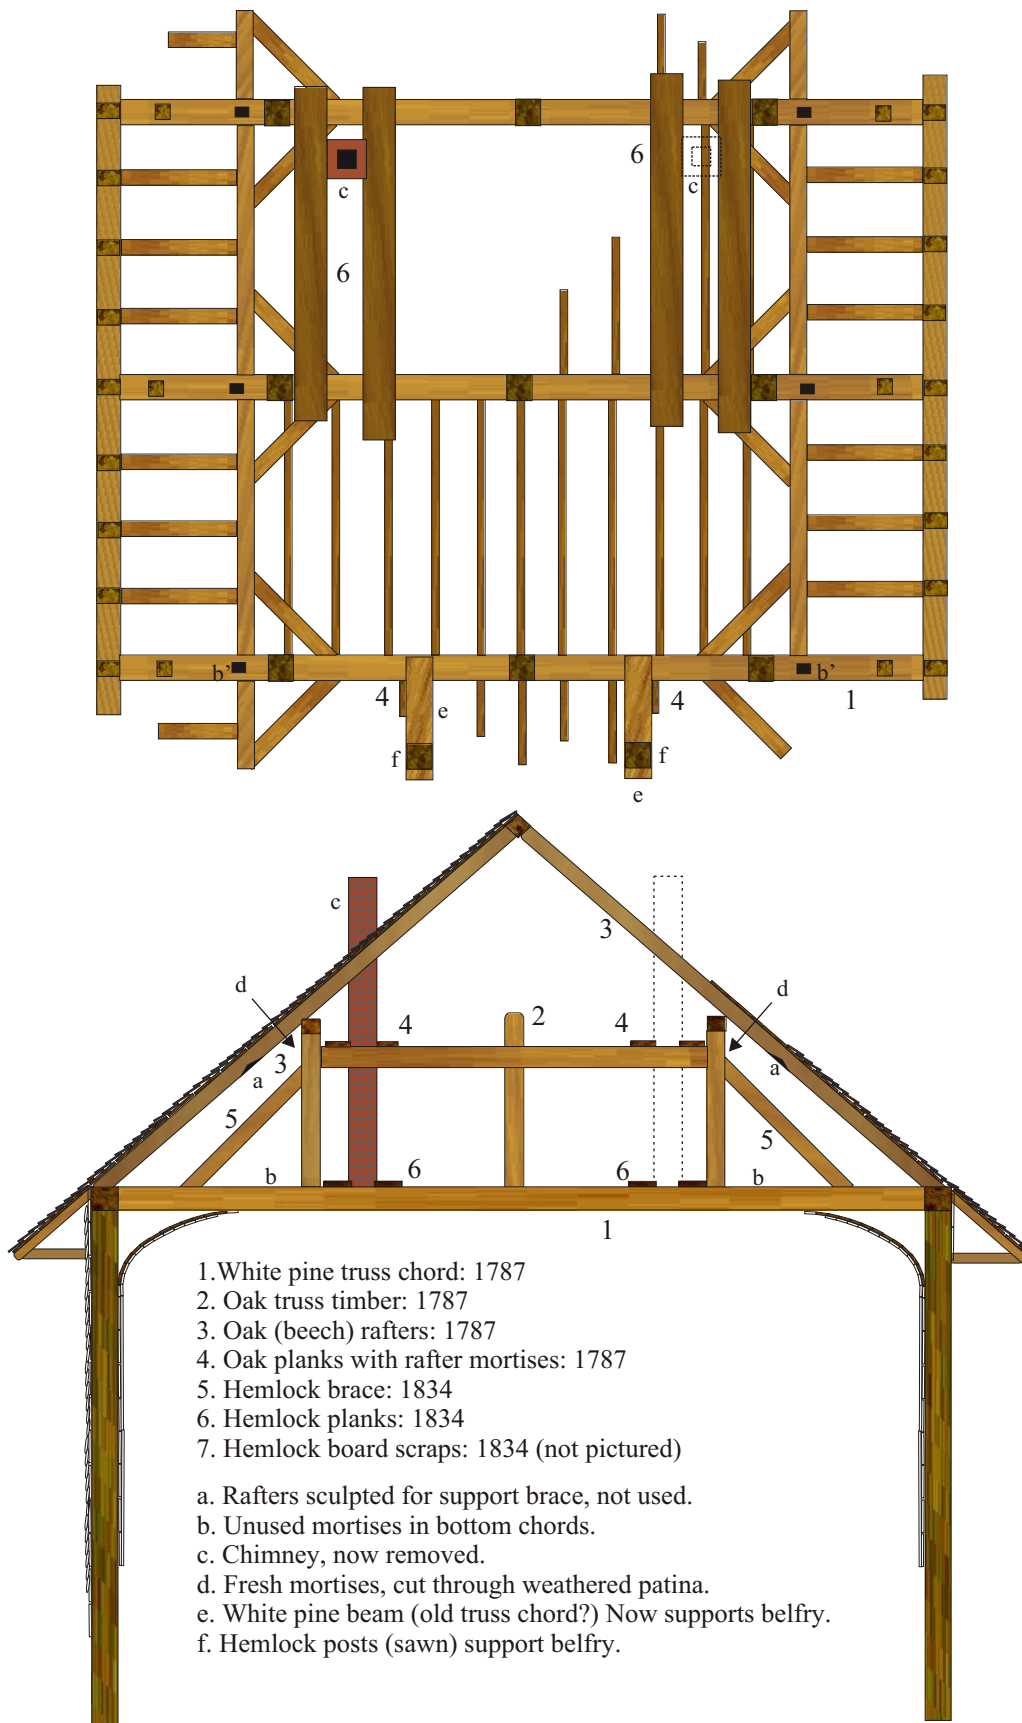 6
c
c
6
b’
b’
4
e
4
1
f
f
e
c
3
d
d
4
2
4
3
a
a
5
5
b
6
6
b
1
1.White pine truss chord: 1787
2. Oak truss timber: 1787
3. Oak (beech) rafters: 1787
4. Oak planks with rafter mortises: 1787
5. Hemlock brace: 1834
6. Hemlock planks: 1834
7. Hemlock board scraps: 1834 (not pictured)
a. Rafters sculpted for support brace, not used.
b. Unused mortises in bottom chords.
c. Chimney, now removed.
d. Fresh mortises, cut through weathered patina.
e. White pine beam (old truss chord?) Now supports belfry.
f. Hemlock posts (sawn) support belfry.